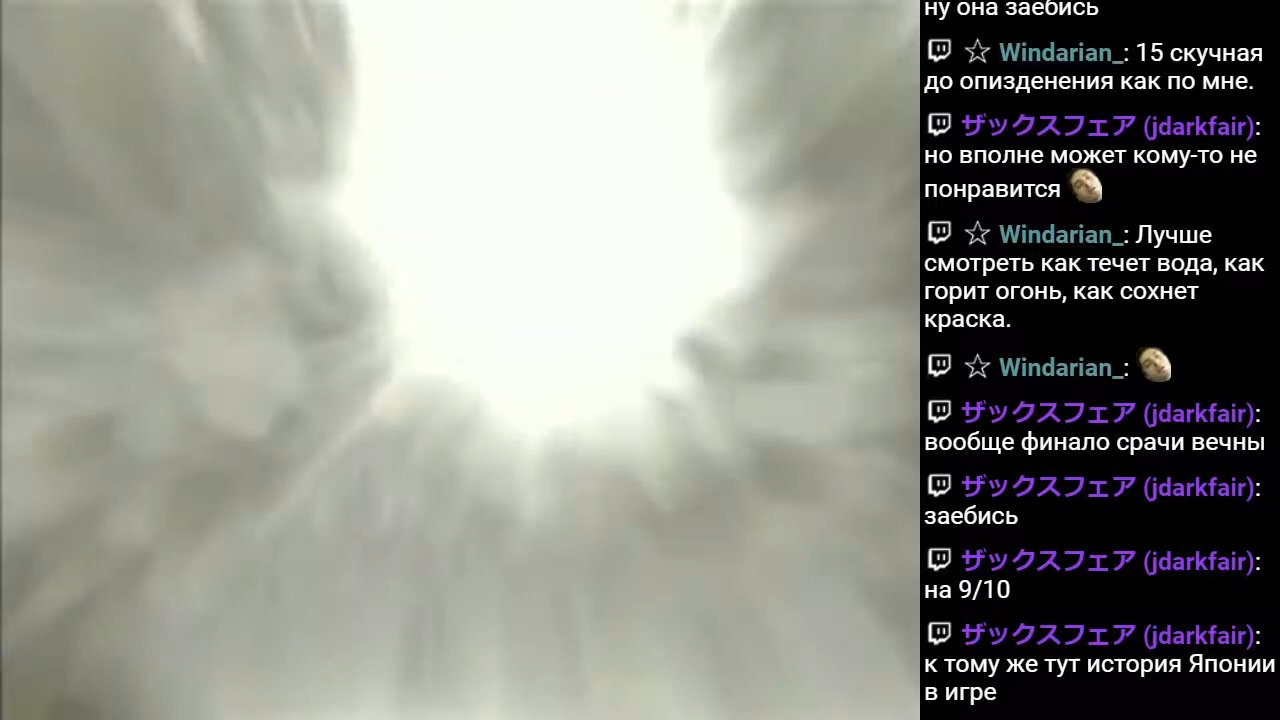 ну она заебись
Windarian_: 15 скучная
до опизденения как по мне.
ザックスフェア (jdarkfair):
но вполне может кому-то не
понравится
Windarian_: Лучше
смотреть как течет вода, как
горит огонь, как сохнет
краска.
Windarian_:
ザックスフェア (jdarkfair):
вообще финало срачи вечны
ザックスフェア (jdarkfair):
заебись
ザックスフェア (jdarkfair):
на 9/10
ザックスフェア (jdarkfair):
к тому же тут история Японии
в игре